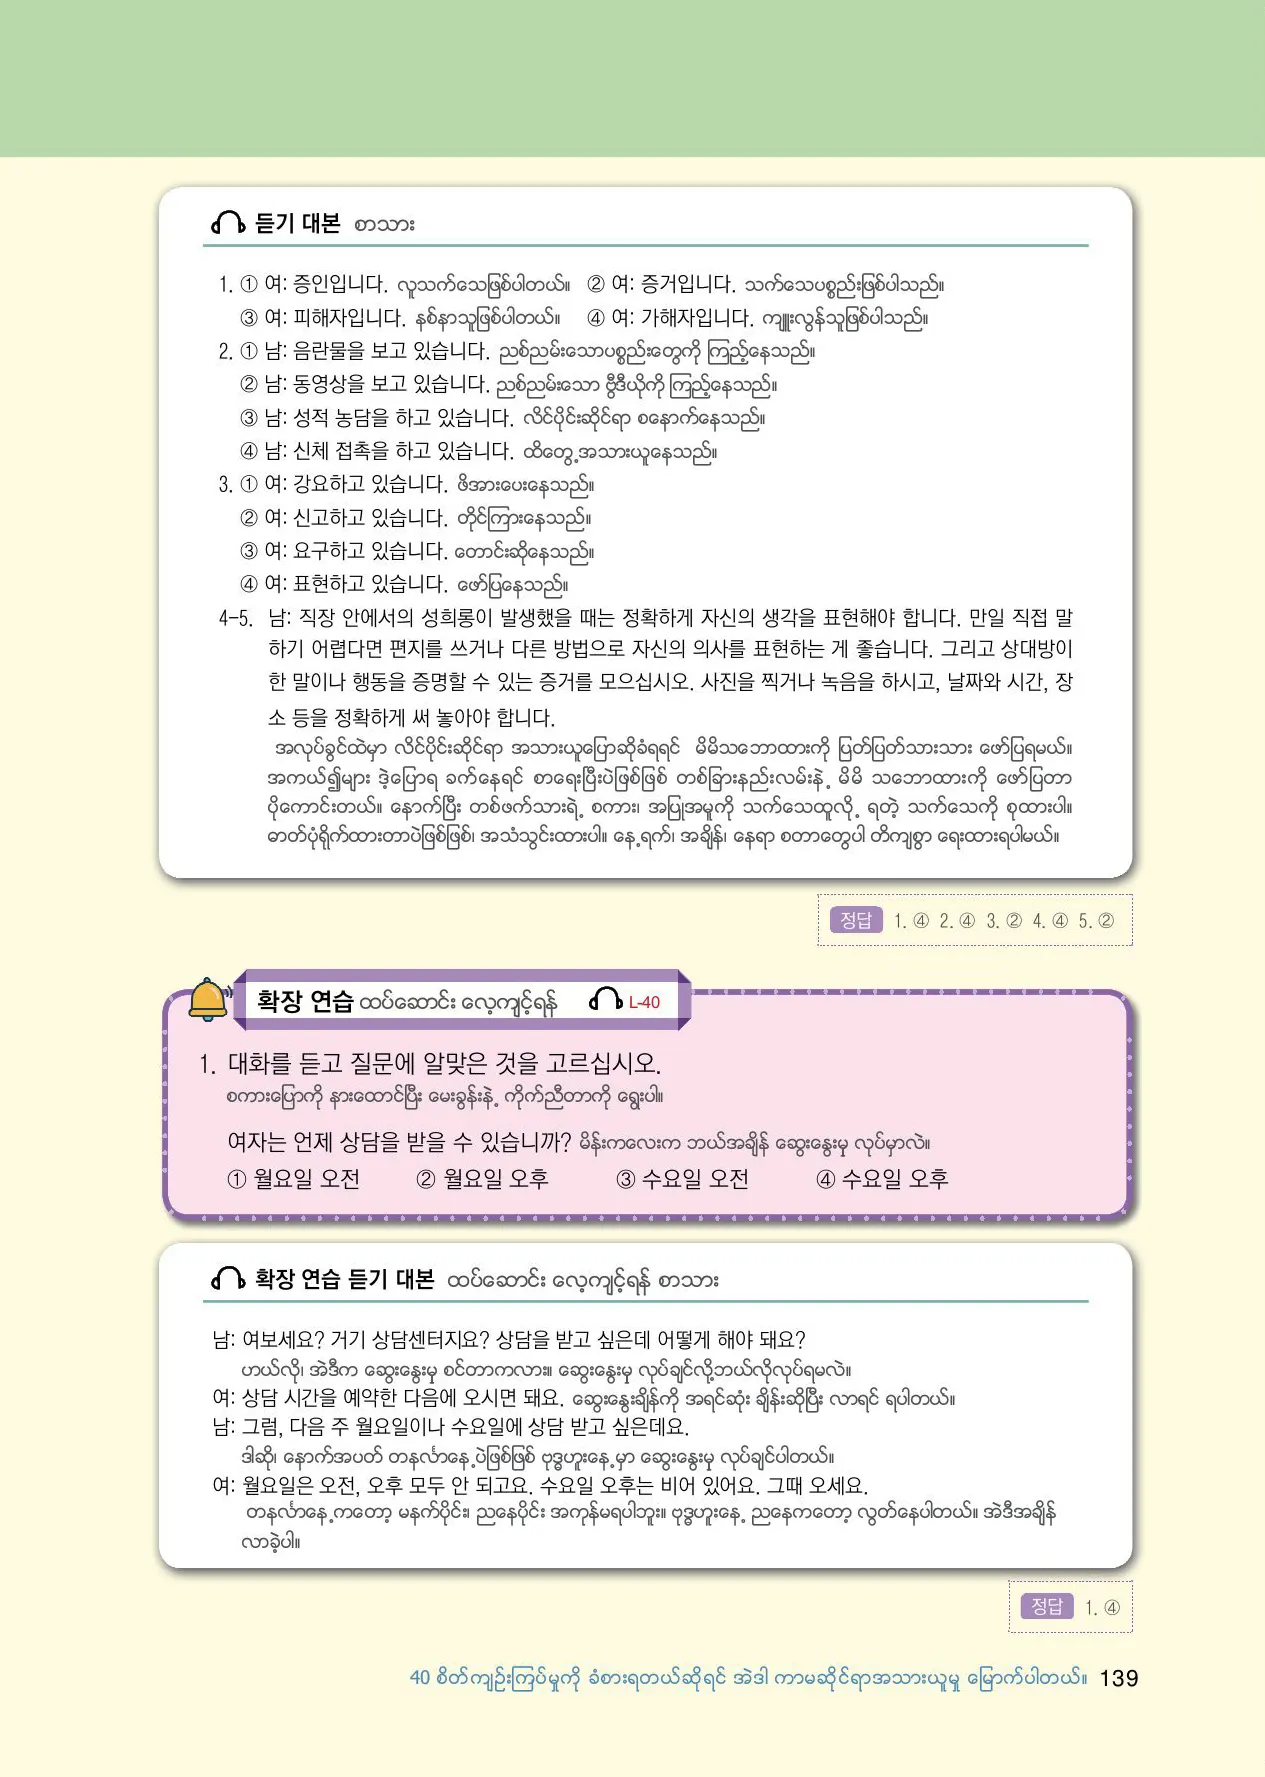 듣기 대본 စာသား
1. ① 여: 증인입니다. လူသက်သေဖြစ်ပါတယ်။ ② 여: 증거입니다. သက်သေပစ္စည်းဖြစ်ပါသည်။
③ 여: 피해자입니다. နစ်နာသူဖြစ်ပါတယ်။ ④ 여: 가해자입니다. ကျူးလွန်သူဖြစ်ပါသည်။
2. ① 남: 음란물을 보고 있습니다. ညစ်ညမ်းသောပစ္စည်းတွေကို ကြည့်နေသည်။
② 남: 동영상을 보고 있습니다. ညစ်ညမ်းသော ဗွီဒီယိုကို ကြည့်နေသည်။
③ 남: 성적 농담을 하고 있습니다. လိင်ပိုင်းဆိုင်ရာ စနောက်နေသည်။
④ 남: 신체 접촉을 하고 있습니다. ထိတွေ့အသားယူနေသည်။
3. ① 여: 강요하고 있습니다. ဖိအားပေးနေသည်။
② 여: 신고하고 있습니다. တိုင်ကြားနေသည်။
③ 여: 요구하고 있습니다. တောင်းဆိုနေသည်။
④ 여: 표현하고 있습니다. ဖော်ပြနေသည်။
4-5. 남: 직장 안에서의 성희롱이 발생했을 때는 정확하게 자신의 생각을 표현해야 합니다. 만일 직접 말
하기 어렵다면 편지를 쓰거나 다른 방법으로 자신의 의사를 표현하는 게 좋습니다. 그리고 상대방이
한 말이나 행동을 증명할 수 있는 증거를 모으십시오. 사진을 찍거나 녹음을 하시고, 날짜와 시간, 장
소 등을 정확하게 써 놓아야 합니다.
အလုပ်ခွင်ထဲမှာ လိင်ပိုင်းဆိုင်ရာ အသားယူပြောဆိုခံရရင် မိမိသဘောထားကို ပြတ်ပြတ်သားသား ဖော်ပြရမယ်။
အကယ်၍များ ဒဲ့ပြောရ ခက်နေရင် စာရေးပြီးပဲဖြစ်ဖြစ် တစ်ခြားနည်းလမ်းနဲ့ မိမိ သဘောထားကို ဖော်ပြတာ
ပိုကောင်းတယ်။ နောက်ပြီး တစ်ဖက်သားရဲ့ စကား၊ အပြုအမူကို သက်သေထူလို့ ရတဲ့ သက်သေကို စုထားပါ။
ဓာတ်ပုံရိုက်ထားတာပဲဖြစ်ဖြစ်၊ အသံသွင်းထားပါ။ နေ့ရက်၊ အချိန်၊ နေရာ စတာတွေပါ တိကျစွာ ရေးထားရပါမယ်။
정답 1. ④ 2. ④ 3. ② 4. ④ 5. ②
확장 연습 ထပ်ဆောင်း လေ့ကျင့်ရန် L-40
1. 대화를 듣고 질문에 알맞은 것을 고르십시오.
စကားပြောကို နားထောင်ပြီး မေးခွန်းနဲ့ ကိုက်ညီတာကို ရွေးပါ။
여자는 언제 상담을 받을 수 있습니까? မိန်းကလေးက ဘယ်အချိန် ဆွေးနွေးမှု လုပ်မှာလဲ။
① 월요일 오전 ② 월요일 오후 ③ 수요일 오전 ④ 수요일 오후
확장 연습 듣기 대본 ထပ်ဆောင်း လေ့ကျင့်ရန် စာသား
남: 여보세요? 거기 상담센터지요? 상담을 받고 싶은데 어떻게 해야 돼요?
ဟယ်လို၊ အဲဒီက ဆွေးနွေးမှု စင်တာကလား။ ဆွေးနွေးမှု လုပ်ချင်လို့ဘယ်လိုလုပ်ရမလဲ။
여: 상담 시간을 예약한 다음에 오시면 돼요. ဆွေးနွေးချိန်ကို အရင်ဆုံး ချိန်းဆိုပြီး လာရင် ရပါတယ်။
남: 그럼, 다음 주 월요일이나 수요일에 상담 받고 싶은데요.
ဒါဆို၊ နောက်အပတ် တနင်္လာနေ့ပဲဖြစ်ဖြစ် ဗုဒ္ဓဟူးနေ့မှာ ဆွေးနွေးမှု လုပ်ချင်ပါတယ်။
여: 월요일은 오전, 오후 모두 안 되고요. 수요일 오후는 비어 있어요. 그때 오세요.
တနင်္လာနေ့ကတော့ မနက်ပိုင်း၊ ညနေပိုင်း အကုန်မရပါဘူး။ ဗုဒ္ဓဟူးနေ့ ညနေကတော့ လွတ်နေပါတယ်။ အဲဒီအချိန်
လာခဲ့ပါ။
정답 1. ④
40 စိတ်ကျဉ်းကြပ်မှုကို ခံစားရတယ်ဆိုရင် အဲဒါ ကာမဆိုင်ရာအသားယူမှု မြောက်ပါတယ်။ 139